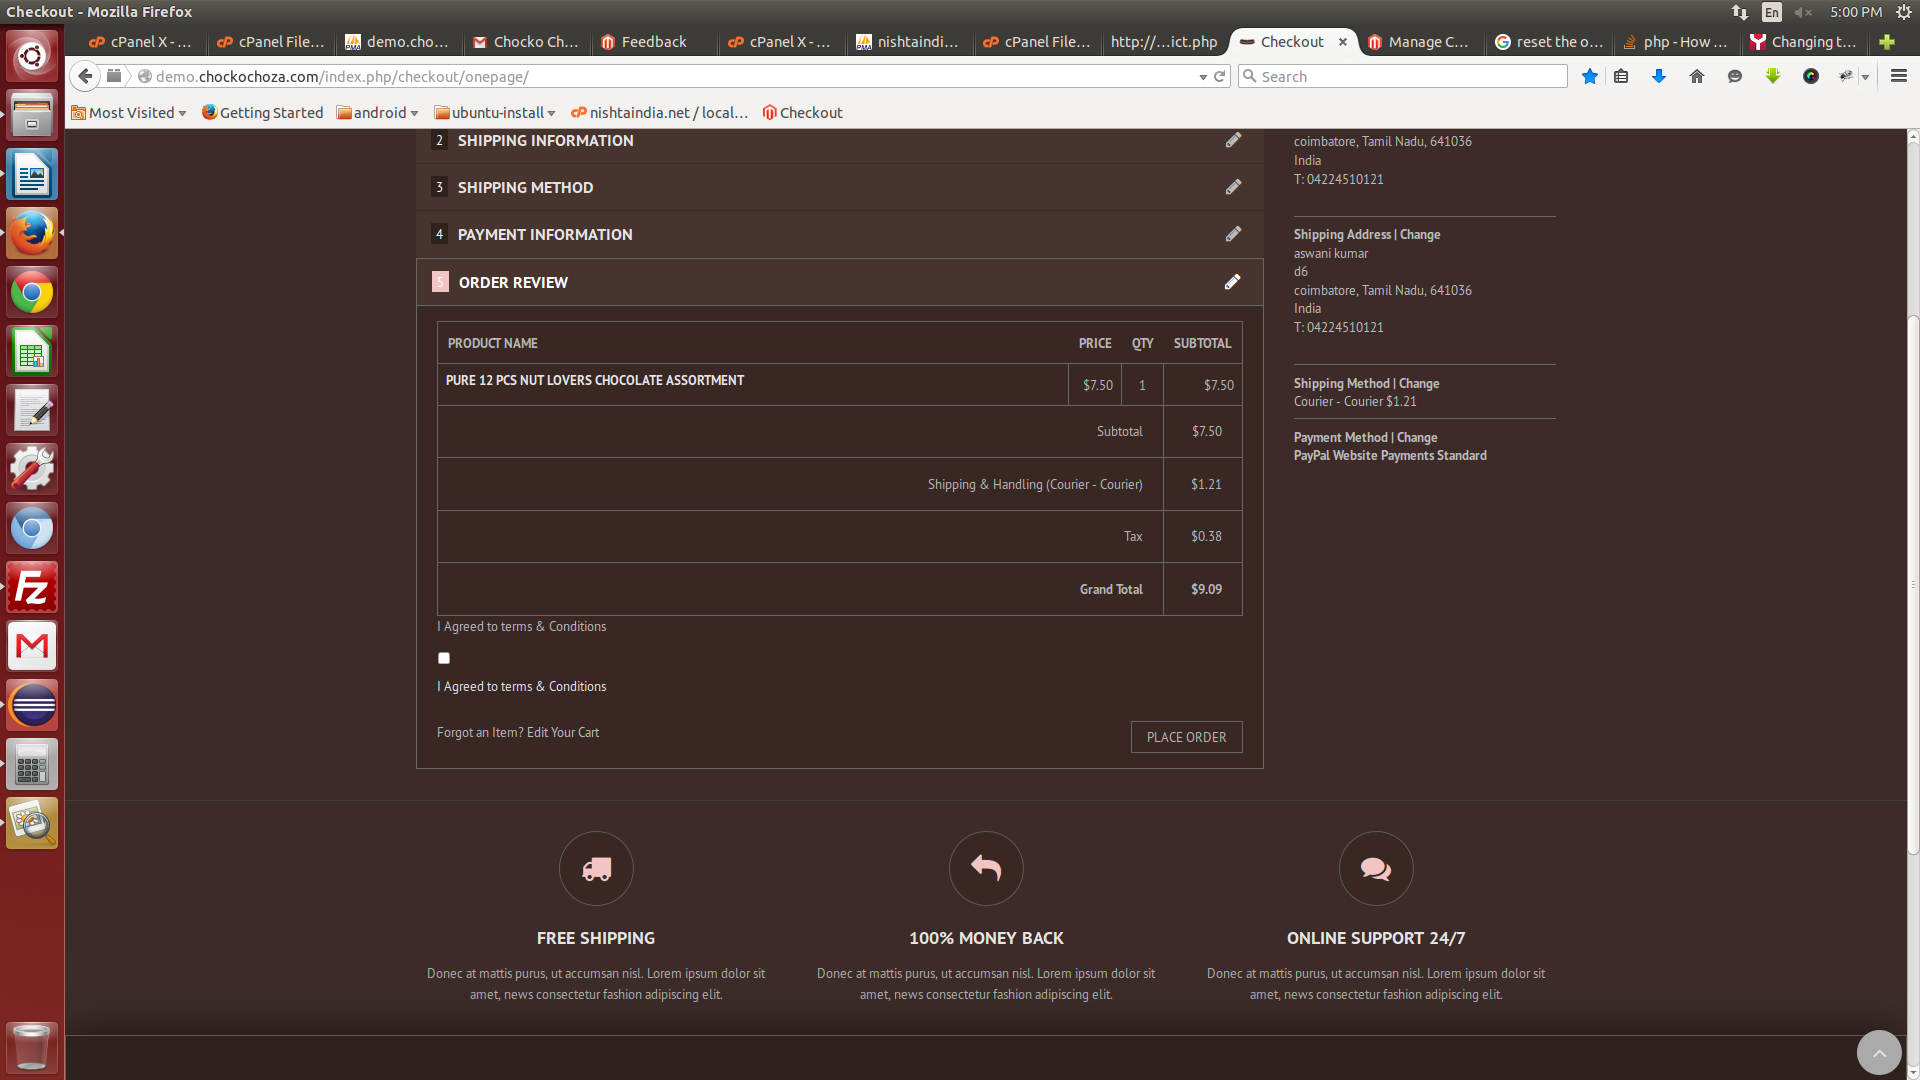 Checkout - Mozilla Firefox
En
5:00 PM
cPanel X - ...
cPanel File...
demo.cho...
Chocko Ch...
Feedback
cPanel X - ...
nishtaindi...
cPanel File...
http://...ict.php
Checkout
Manage C...
reset the o...
php - How ...
Changing t...
demo.chockochoza.com/index.php/checkout/onepage/
Search
Most Visited
Getting Started
android
ubuntu-install
nishtaindia.net / local...
Checkout
2 SHIPPING INFORMATION
3 SHIPPING METHOD
4 PAYMENT INFORMATION
5 ORDER REVIEW
PRODUCT NAME PRICE QTY SUBTOTAL
PURE 12 PCS NUT LOVERS CHOCOLATE ASSORTMENT $7.50 1 $7.50
Subtotal $7.50
Shipping & Handling (Courier - Courier) $1.21
Tax $0.38
Grand Total $9.09
I Agreed to terms & Conditions
I Agreed to terms & Conditions
Forgot an Item? Edit Your Cart
PLACE ORDER
coimbatore, Tamil Nadu, 641036
India
T: 04224510121
Shipping Address | Change
aswani kumar
d6
coimbatore, Tamil Nadu, 641036
India
T: 04224510121
Shipping Method | Change
Courier - Courier $1.21
Payment Method | Change
PayPal Website Payments Standard
FREE SHIPPING
Donec at mattis purus, ut accumsan nisl. Lorem ipsum dolor sit
amet, news consectetur fashion adipiscing elit.
100% MONEY BACK
Donec at mattis purus, ut accumsan nisl. Lorem ipsum dolor sit
amet, news consectetur fashion adipiscing elit.
ONLINE SUPPORT 24/7
Donec at mattis purus, ut accumsan nisl. Lorem ipsum dolor sit
amet, news consectetur fashion adipiscing elit.